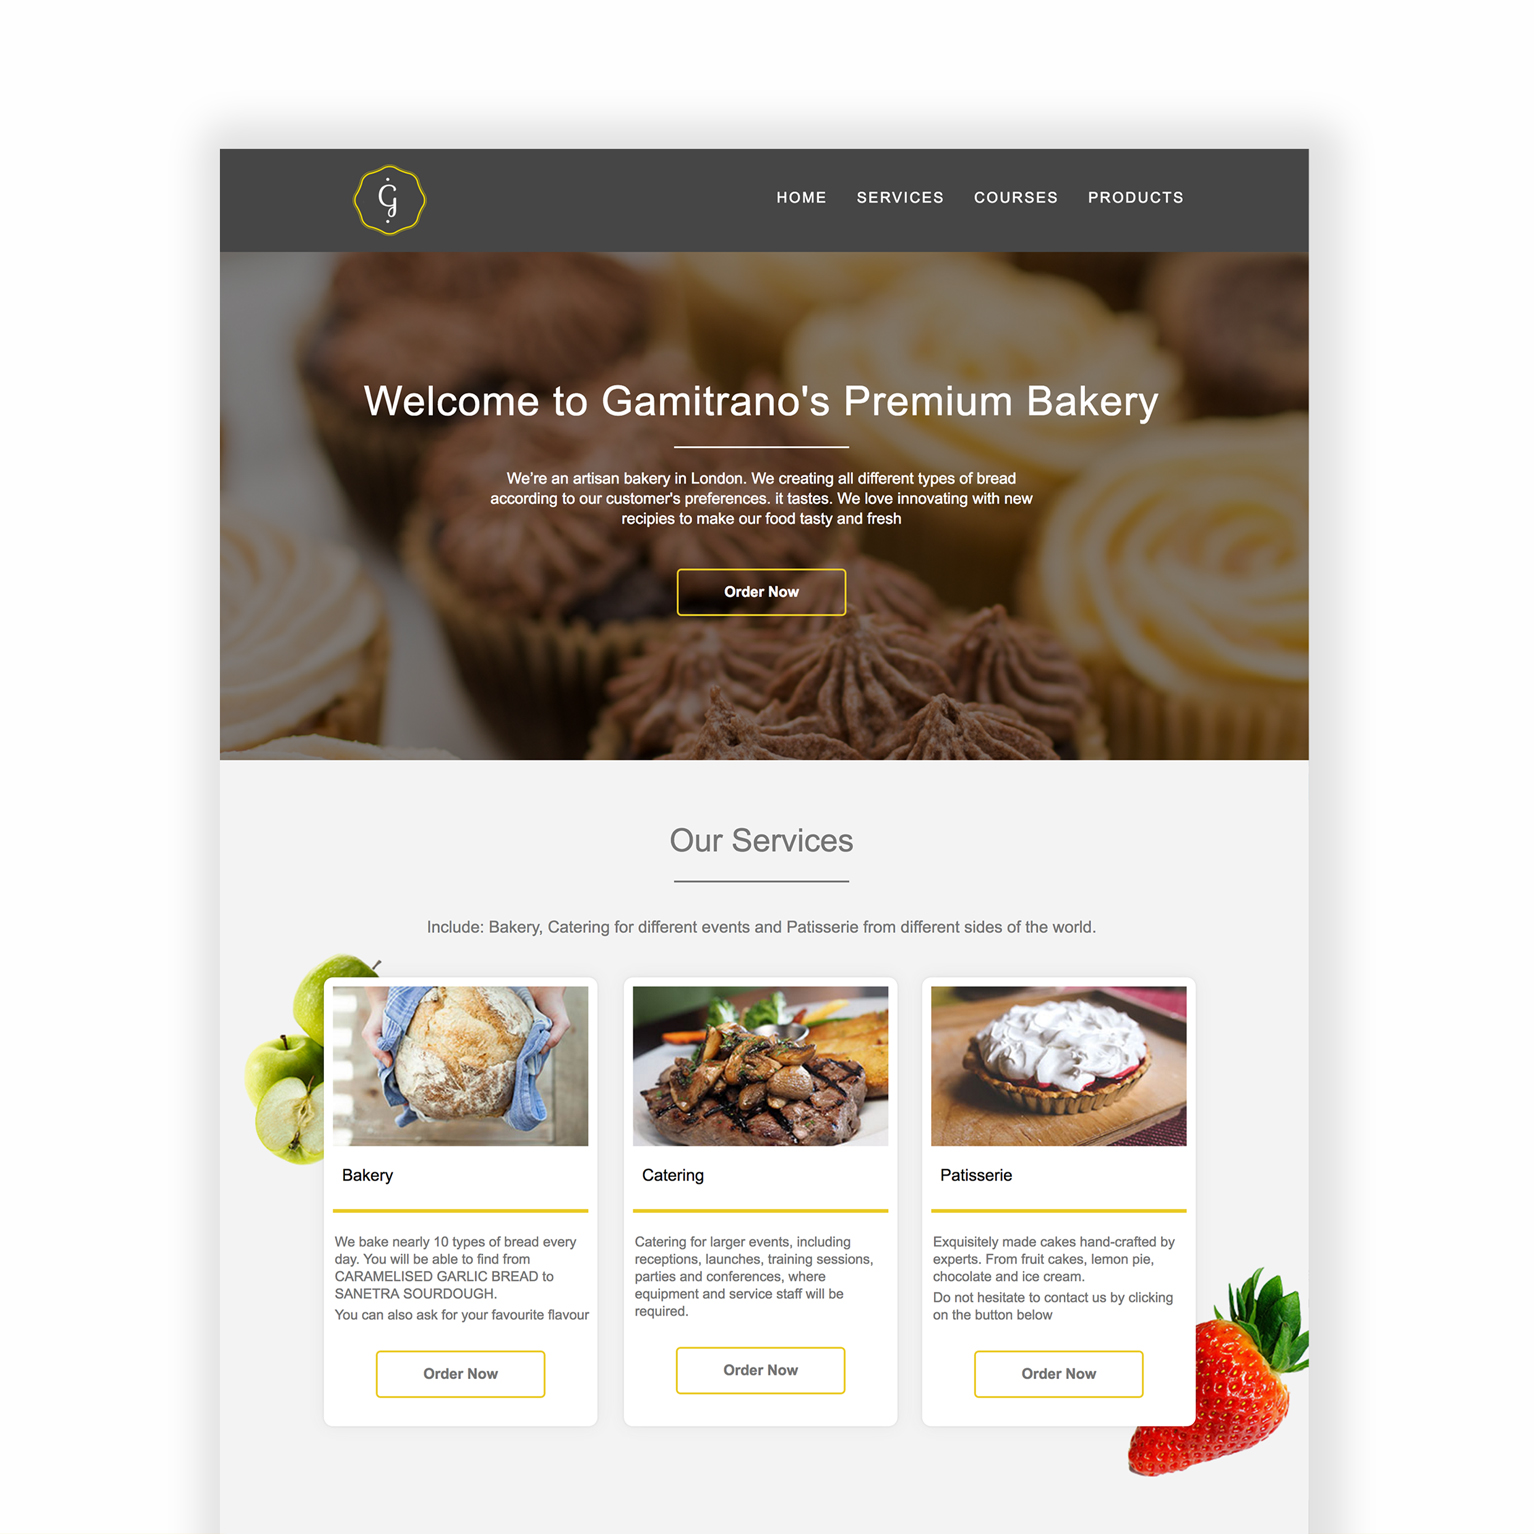 G
HOME SERVICES COURSES PRODUCTS
Welcome to Gamitrano's Premium Bakery
We're an artisan bakery in London. We creating all different types of bread
according to our customer's preferences. it tastes. We love innovating with new
recipies to make our food tasty and fresh
Order Now
Our Services
Include: Bakery, Catering for different events and Patisserie from different sides of the world.
Bakery
We bake nearly 10 types of bread every
day. You will be able to find from
CARAMELISED GARLIC BREAD to
SANETRA SOURDOUGH.
You can also ask for your favourite flavour
Order Now
Catering
Catering for larger events, including
receptions, launches, training sessions,
parties and conferences, where
equipment and service staff will be
required.
Order Now
Patisserie
Exquisitely made cakes hand-crafted by
experts. From fruit cakes, lemon pie,
chocolate and ice cream.
Do not hesitate to contact us by clicking
on the button below
Order Now